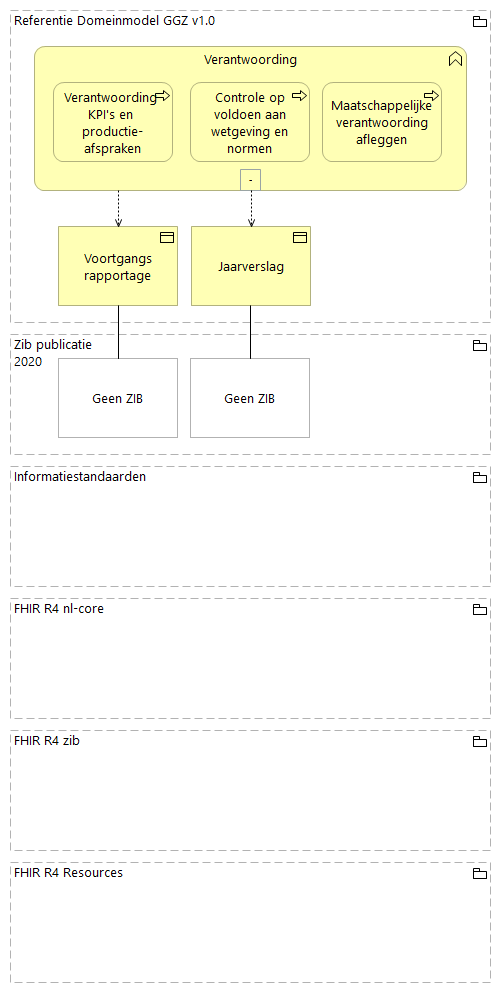 Referentie Domeinmodel GGZ v1.0
Verantwoording
Verantwoording
KPI's en
productie-
afspraken
Controle op
voldoen aan
wetgeving en
normen
Maatschappelijke
verantwoording
afleggen
-
Voortgangs
rapportage
Jaarverslag
Zib publicatie
2020
Geen ZIB
Geen ZIB
Informatiestandaarden
FHIR R4 nl-core
FHIR R4 zib
FHIR R4 Resources